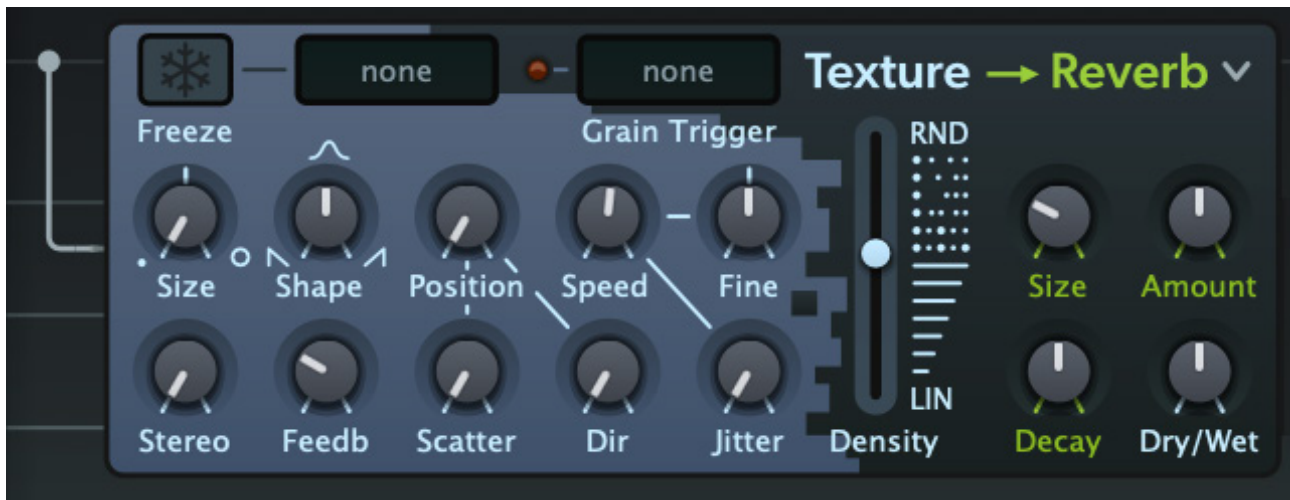 none none Texture → Reverb
Freeze Grain Trigger RND
Size Shape Position Speed Fine Size Amount
LIN
Stereo Feedb Scatter Dir Jitter Density Decay Dry/Wet